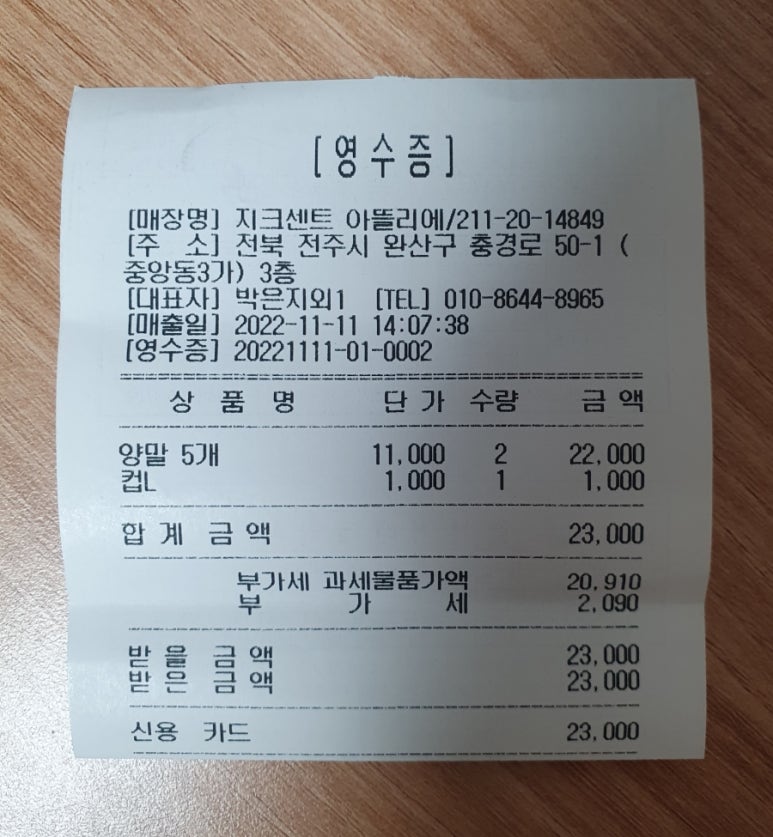 [영수증]
[매장명] 지크센트 아뜰리에/211-20-14849
[주 소] 전북 전주시 완산구 충경로 50-1 (
중앙동3가) 3층
[대표자] 박은지외1 [TEL] 010-8644-8965
[매출일] 2022-11-11 14:07:38
[영수증] 20221111-01-0002
상 품 명 단 가 수량 금 액
양말 5개 11,000 2 22,000
컵L 1,000 1 1,000
합 계 금 액 23,000
부가세 과세물품가액 20,910
부 가 세 2,090
받 을 금 액 23,000
받 은 금 액 23,000
신용 카드 23,000